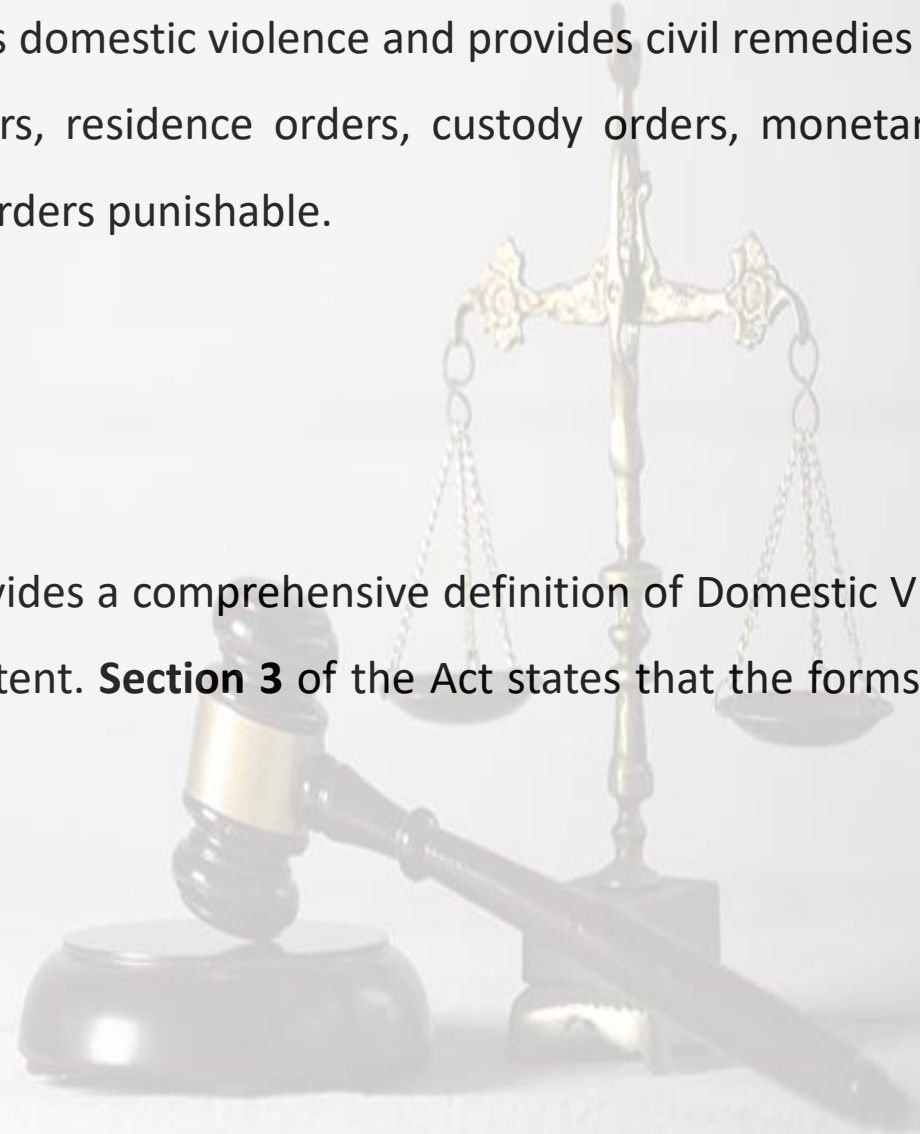 s domestic violence and provides civil remedies
rs, residence orders, custody orders, monetar
rders punishable.
vides a comprehensive definition of Domestic V
tent. Section 3 of the Act states that the forms